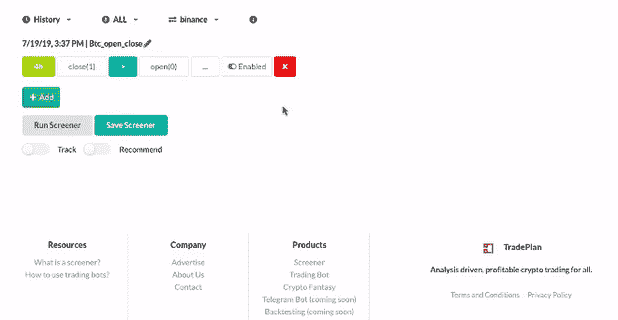 History ALL binance
7/19/19, 3:37 PM | Btc_open_close
4h close(1) > open(0) ... Enabled
+ Add
Run Screener Save Screener
Track Recommend
Resources Company Products TradePlan
What is a screener? Advertise Screener
How to use trading bots? About Us Trading Bot Analysis driven, profitable crypto trading for all.
Contact Crypto Fantasy
Telegram Bot (coming soon) Terms and Conditions Privacy Policy
Backtesting (coming soon)